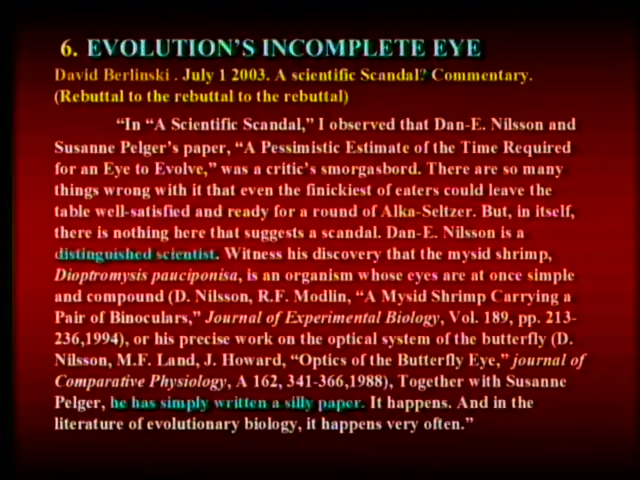 6. EVOLUTION'S INCOMPLETE EYE
David Berlinski . July 1 2003. A scientific Scandal? Commentary.
(Rebuttal to the rebuttal to the rebuttal)
"In "A Scientific Scandal," I observed that Dan-E. Nilsson and
Susanne Pelger's paper, "A Pessimistic Estimate of the Time Required
for an Eye to Evolve," was a critic's smorgasbord. There are so many
things wrong with it that even the finickiest of eaters could leave the
table well-satisfied and ready for a round of Alka-Seltzer. But, in itself,
there is nothing here that suggests a scandal. Dan-E. Nilsson is a
distinguished scientist. Witness his discovery that the mysid shrimp,
Dioptromysis pauciponisa, is an organism whose eyes are at once simple
and compound (D. Nilsson, R.F. Modlin, "A Mysid Shrimp Carrying a
Pair of Binoculars," Journal of Experimental Biology, Vol. 189, pp. 213-
236,1994), or his precise work on the optical system of the butterfly (D.
Nilsson, M.F. Land, J. Howard, "Optics of the Butterfly Eye," journal of
Comparative Physiology, A 162, 341-366,1988), Together with Susanne
Pelger, he has simply written a silly paper. It happens. And in the
literature of evolutionary biology, it happens very often."